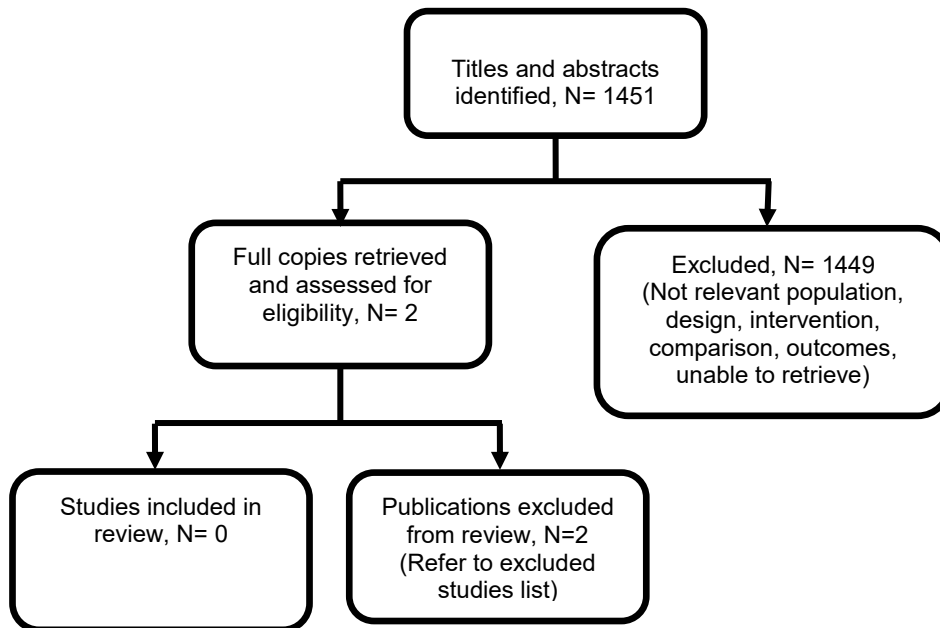 Titles and abstracts
identified, N= 1451
Full copies retrieved
and assessed for
eligibility, N= 2
Excluded, N= 1449
(Not relevant population,
design, intervention,
comparison, outcomes,
unable to retrieve)
Studies included in
review, N= 0
Publications excluded
from review, N=2
(Refer to excluded
studies list)